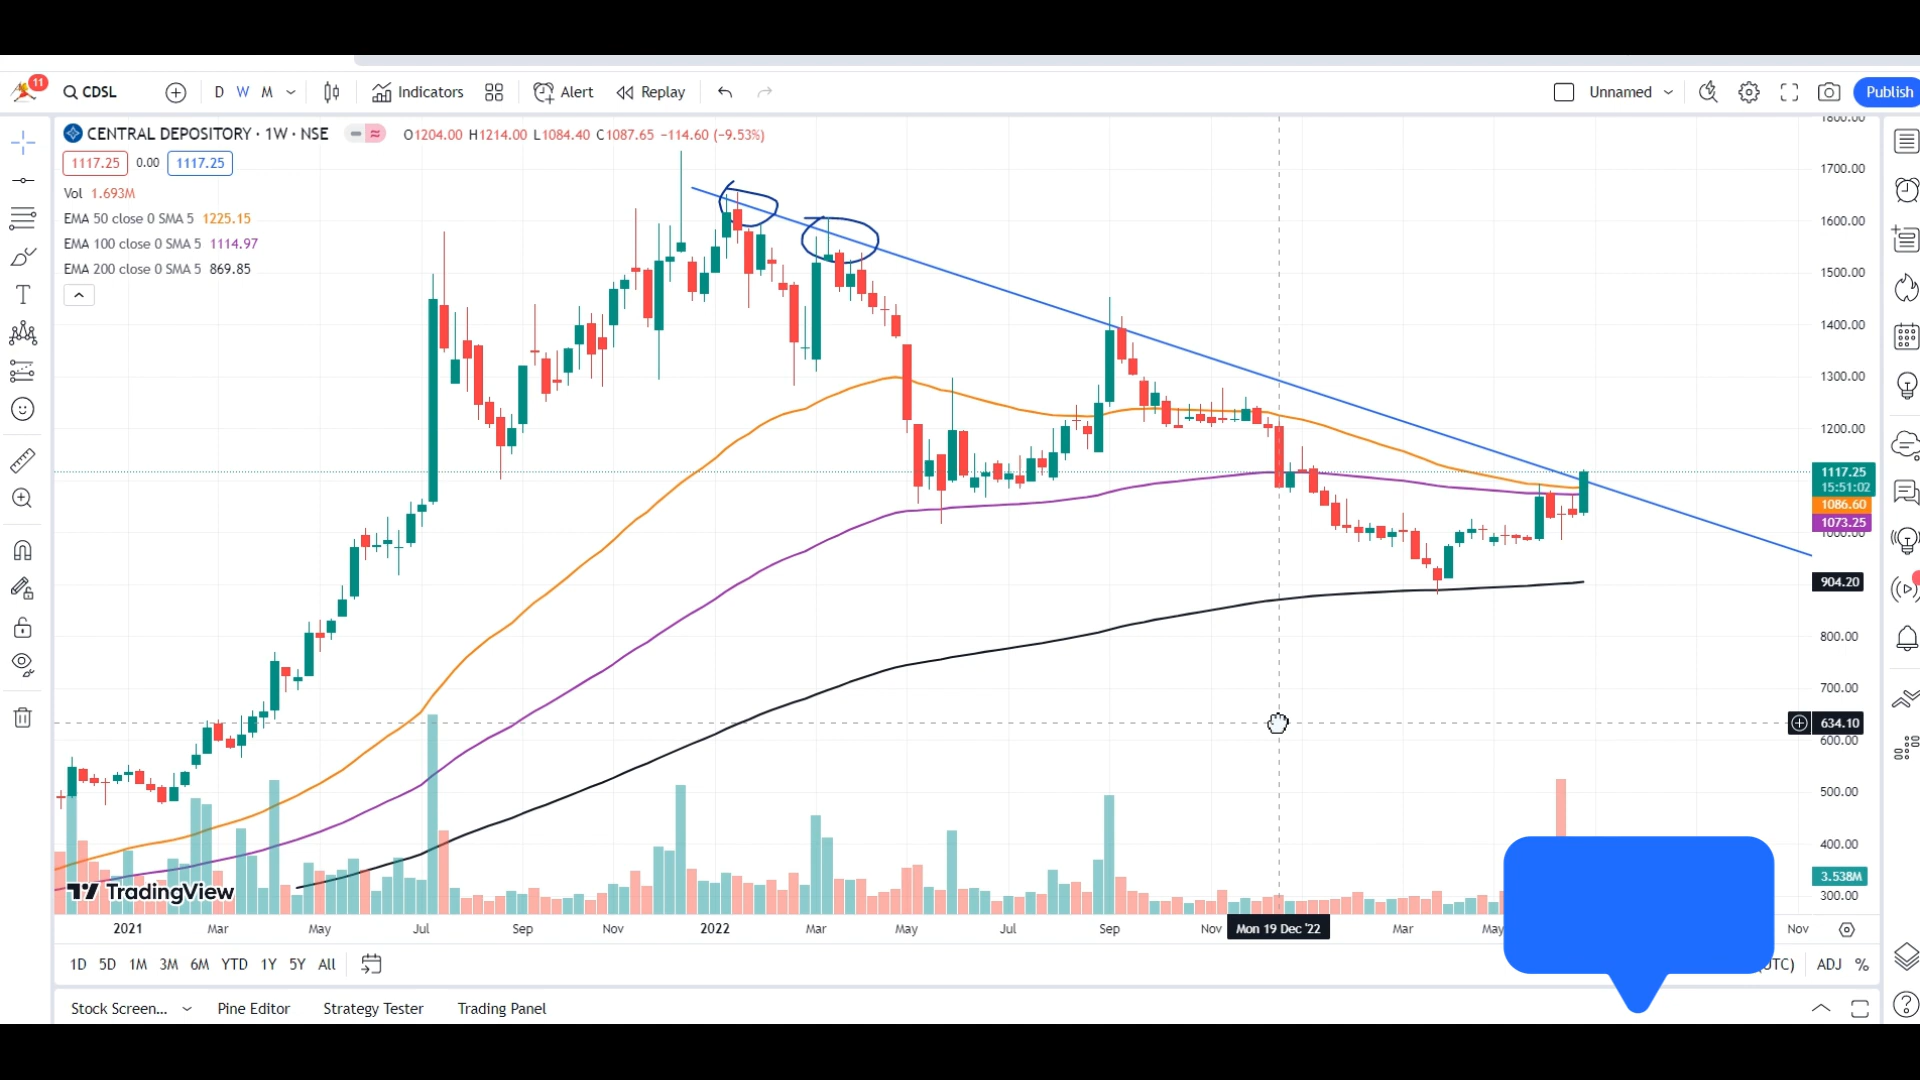 11
CDSL
D W M
Indicators
Alert
Replay
Unnamed
Publish
CENTRAL DEPOSITORY · 1W · NSE
O1204.00 H1214.00 L1084.40 C1087.65 −114.60 (−9.53%)
1117.25 0.00 1117.25
Vol 1.693M
EMA 50 close 0 SMA 5 1225.15
EMA 100 close 0 SMA 5 1114.97
EMA 200 close 0 SMA 5 869.85
1800.00
1700.00
1600.00
1500.00
1400.00
1300.00
1200.00
1117.25
15:51:02
1086.60
1073.25
1000.00
904.20
800.00
700.00
634.10
600.00
500.00
400.00
3.538M
300.00
TradingView
2021 Mar May Jul Sep Nov 2022 Mar May Jul Sep Nov Mon 19 Dec '22 Mar May Nov
1D 5D 1M 3M 6M YTD 1Y 5Y All
UTC) ADJ %
Stock Screen... Pine Editor Strategy Tester Trading Panel